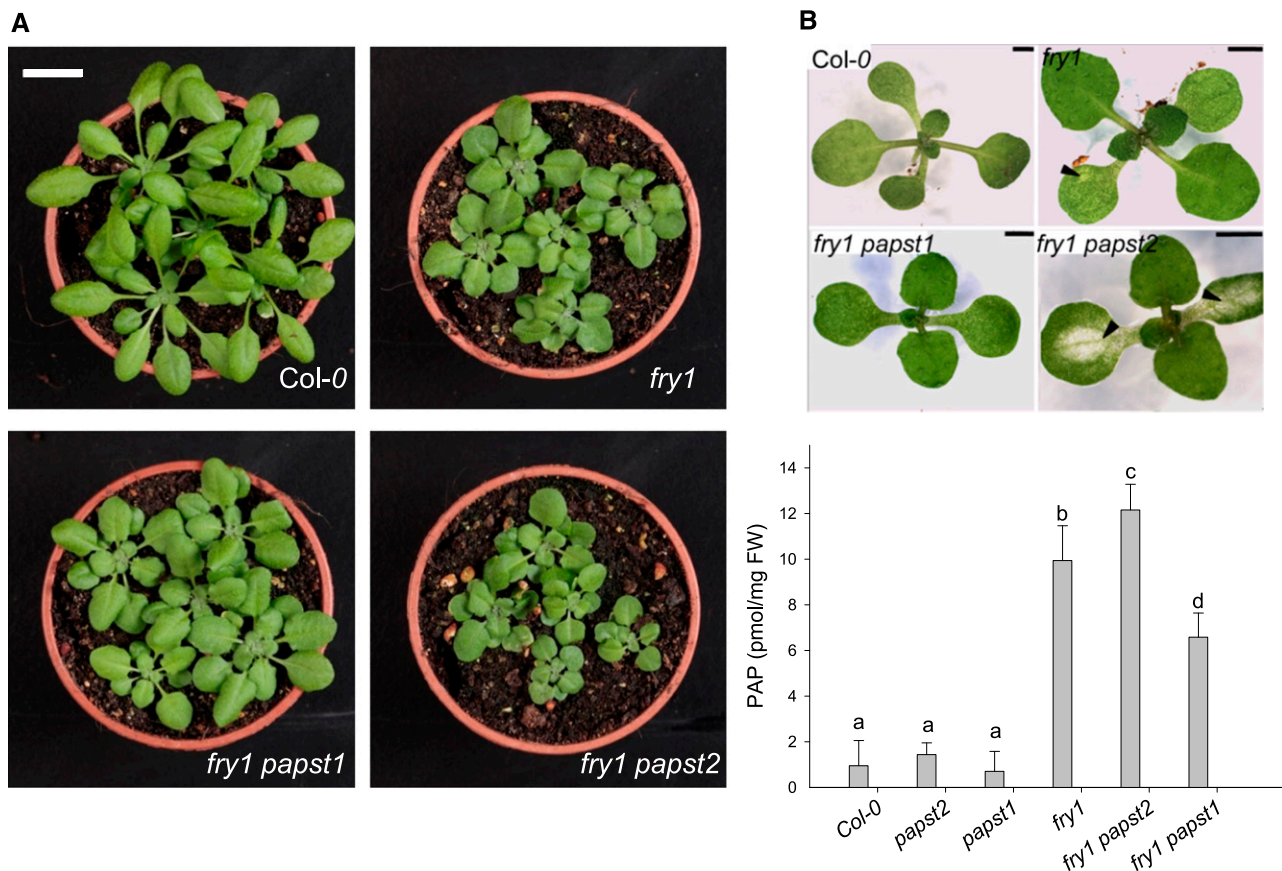 A
Col-0
fry1
fry1 papst1
fry1 papst2
B
Col-0
fry1
fry1 papst1
fry1 papst2
PAP (pmol/mg FW)
14
12
10
8
6
4
2
0
a
a
a
b
c
d
Col-0
papst2
papst1
fry1
fry1 papst2
fry1 papst1